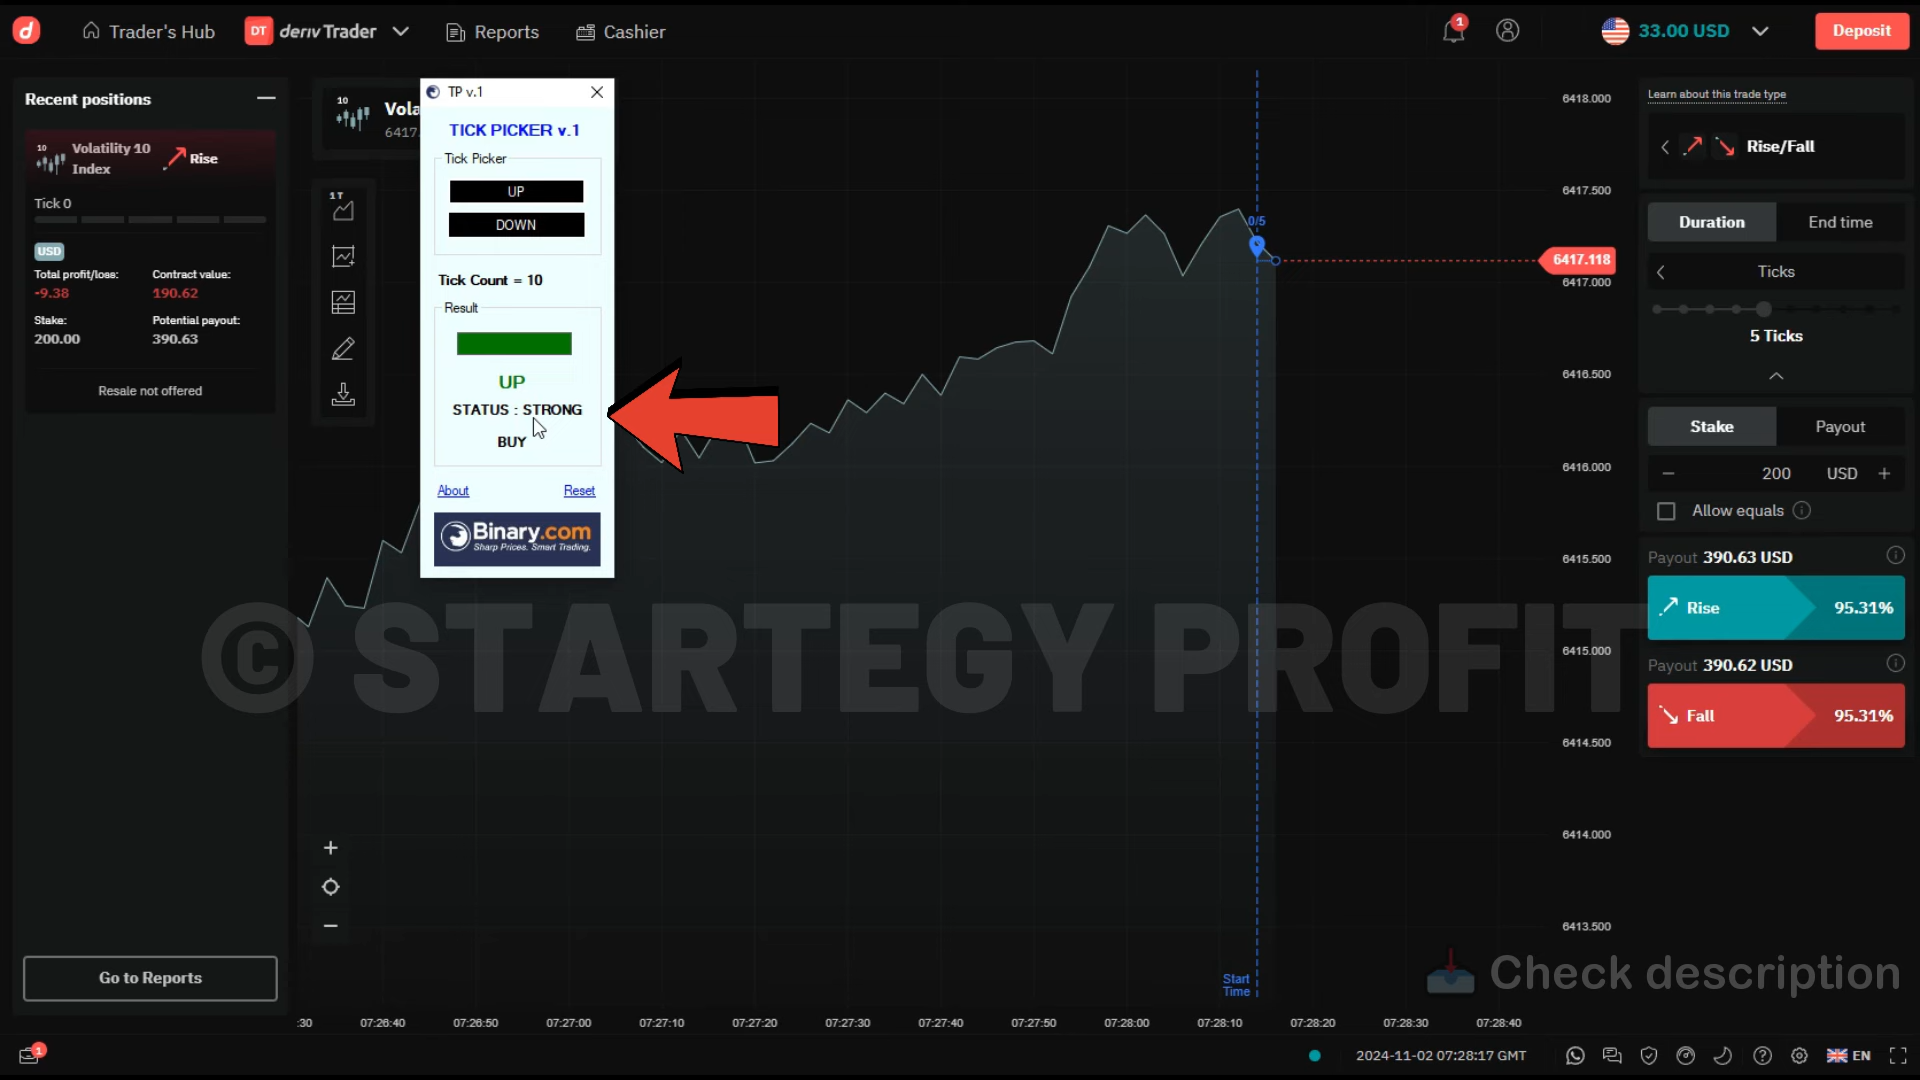 Trader's Hub
DT deriv Trader
Reports
Cashier
1
33.00 USD
Deposit
Recent positions
10
Volatility 10
Index
Rise
Tick 0
USD
Total profit/loss:
Contract value:
-9.38
190.62
Stake:
Potential payout:
200.00
390.63
Resale not offered
Go to Reports
10
Vola
6417.
1T
TP v.1
TICK PICKER v.1
Tick Picker
UP
DOWN
Tick Count = 10
Result
UP
STATUS : STRONG
BUY
About
Reset
Binary.com
Sharp Prices. Smart Trading.
0/5
6418.000
6417.500
6417.118
6417.000
6416.500
6416.000
6415.500
6415.000
6414.500
6414.000
6413.500
Start
Time
:30
07:26:40
07:26:50
07:27:00
07:27:10
07:27:20
07:27:30
07:27:40
07:27:50
07:28:00
07:28:10
07:28:20
07:28:30
07:28:40
Learn about this trade type
Rise/Fall
Duration
End time
Ticks
5 Ticks
Stake
Payout
− 200 USD +
Allow equals
Payout 390.63 USD
Rise 95.31%
Payout 390.62 USD
Fall 95.31%
© STARTEGY PROFIT
Check description
1
2024-11-02 07:28:17 GMT
EN